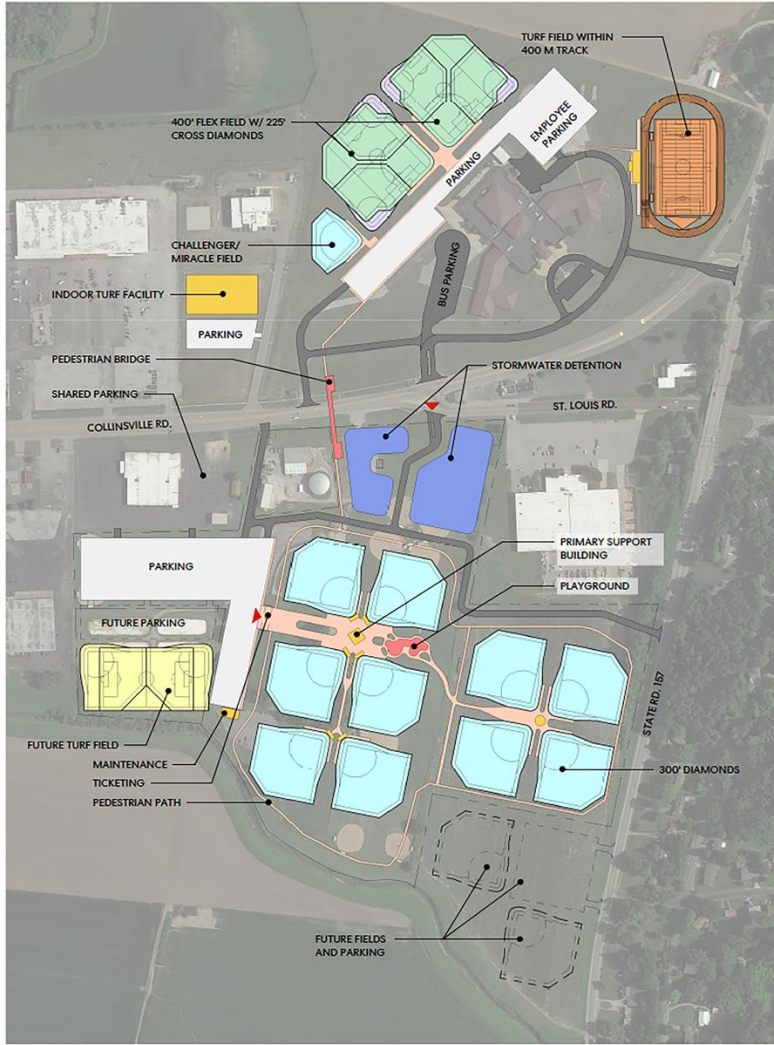 TURF FIELD WITHIN
400 M TRACK
400' FLEX FIELD W/ 225'
CROSS DIAMONDS
EMPLOYEE
PARKING
PARKING
CHALLENGER/
MIRACLE FIELD
BUS PARKING
INDOOR TURF FACILITY
PARKING
PEDESTRIAN BRIDGE
STORMWATER DETENTION
SHARED PARKING
ST. LOUIS RD.
COLLINSVILLE RD.
PRIMARY SUPPORT
BUILDING
PARKING
PLAYGROUND
FUTURE PARKING
STATE RD. 157
FUTURE TURF FIELD
MAINTENANCE
300' DIAMONDS
TICKETING
PEDESTRIAN PATH
FUTURE FIELDS
AND PARKING